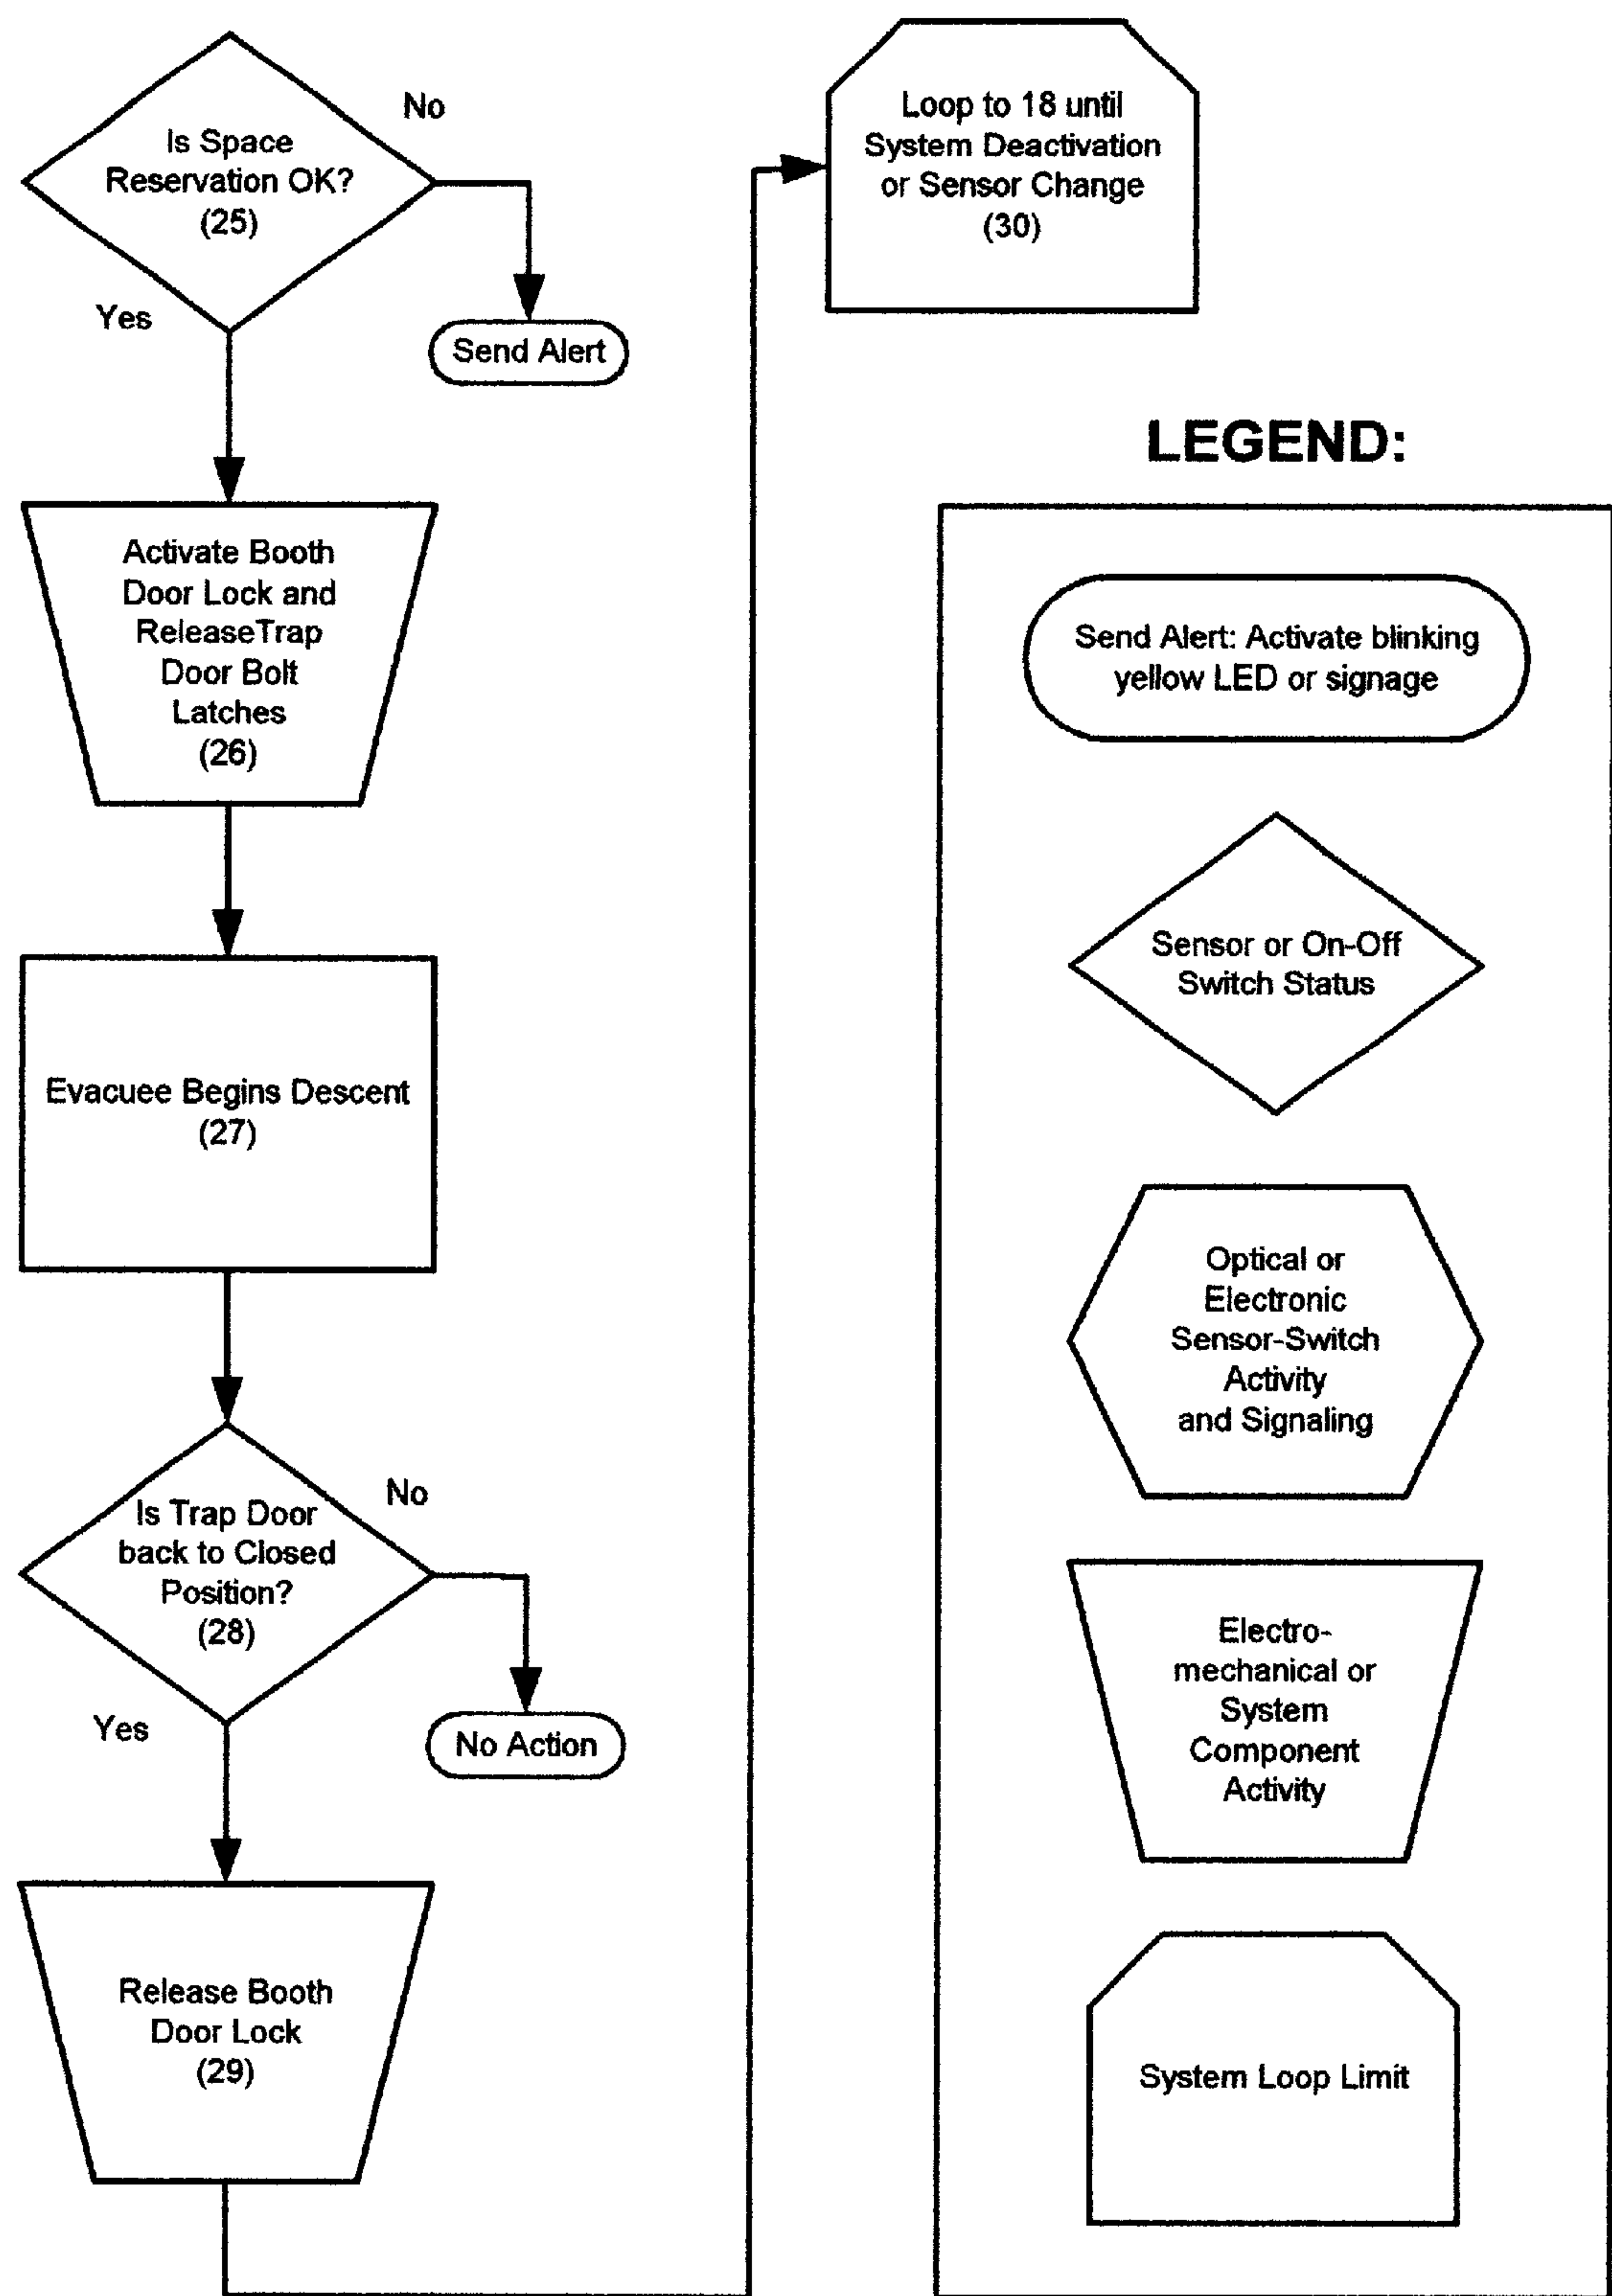 Is Space
Reservation OK?
(25)
No
Yes
Send Alert
Activate Booth
Door Lock and
ReleaseTrap
Door Bolt
Latches
(26)
Evacuee Begins Descent
(27)
Is Trap Door
back to Closed
Position?
(28)
No
Yes
No Action
Release Booth
Door Lock
(29)
Loop to 18 until
System Deactivation
or Sensor Change
(30)
LEGEND:
Send Alert: Activate blinking
yellow LED or signage
Sensor or On-Off
Switch Status
Optical or
Electronic
Sensor-Switch
Activity
and Signaling
Electro-
mechanical or
System
Component
Activity
System Loop Limit